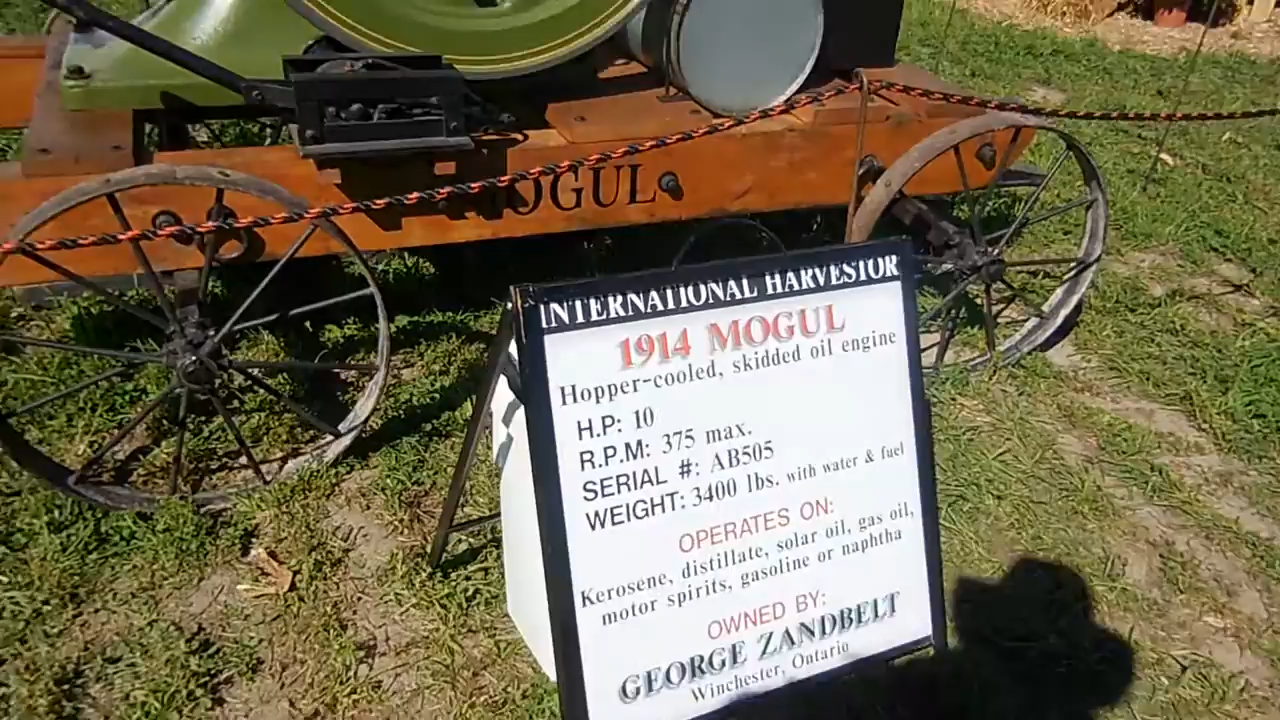 MOGUL
INTERNATIONAL HARVESTOR
1914 MOGUL
Hopper-cooled, skidded oil engine
H.P: 10
R.P.M: 375 max.
SERIAL #: AB505
WEIGHT: 3400 lbs. with water & fuel
OPERATES ON:
Kerosene, distillate, solar oil, gas oil,
motor spirits, gasoline or naphtha
OWNED BY:
GEORGE ZANDBELT
Winchester, Ontario